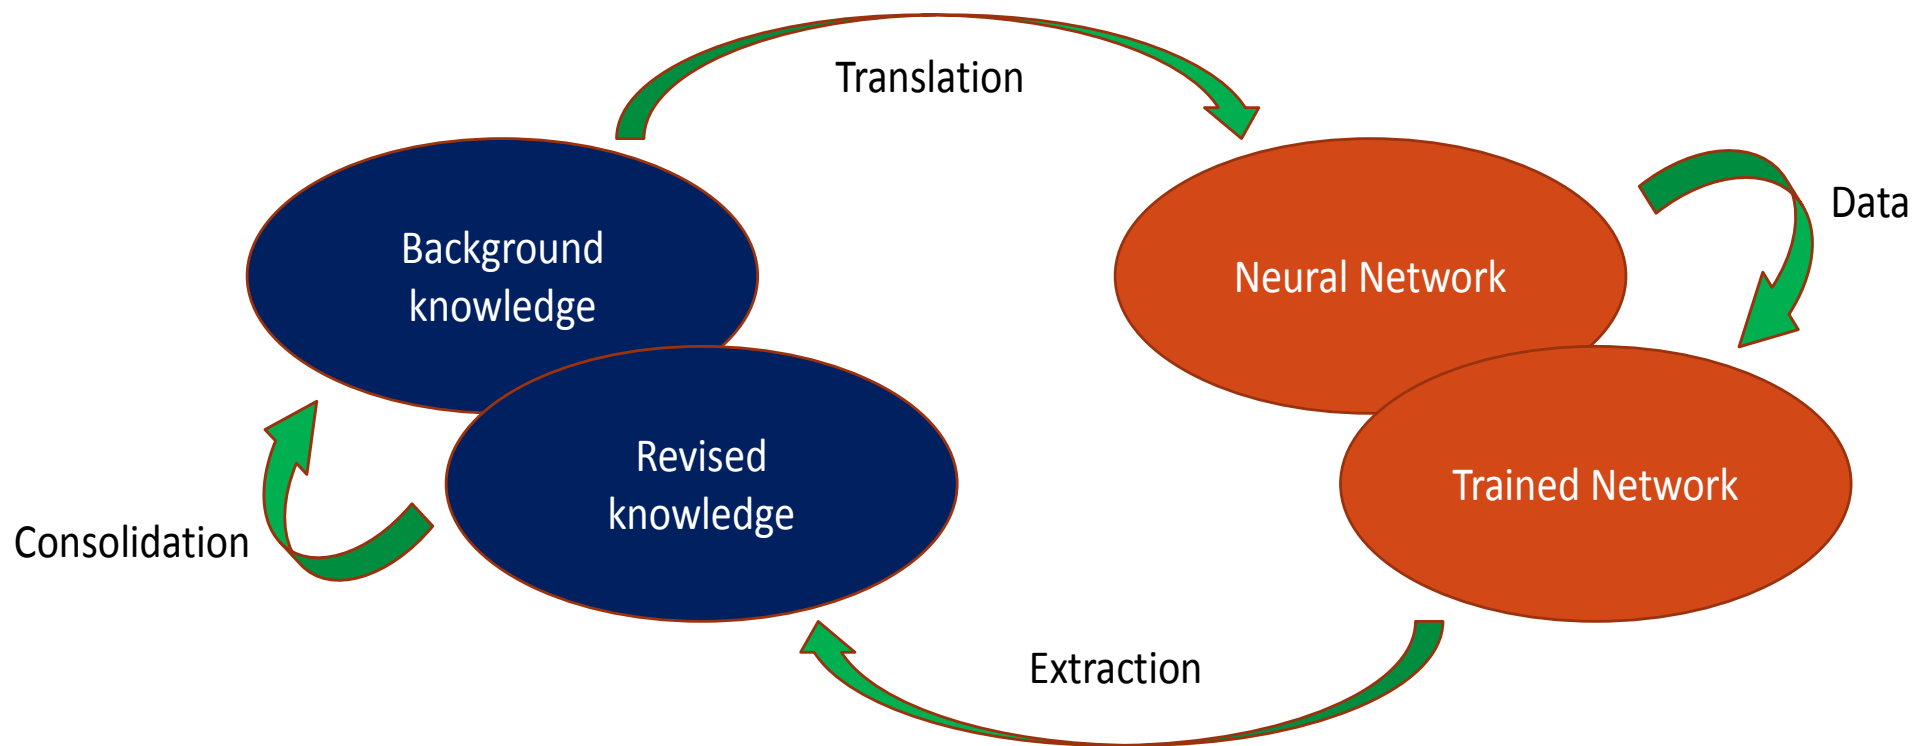 Translation
Data
Background
knowledge
Neural Network
Revised
knowledge
Trained Network
Consolidation
Extraction